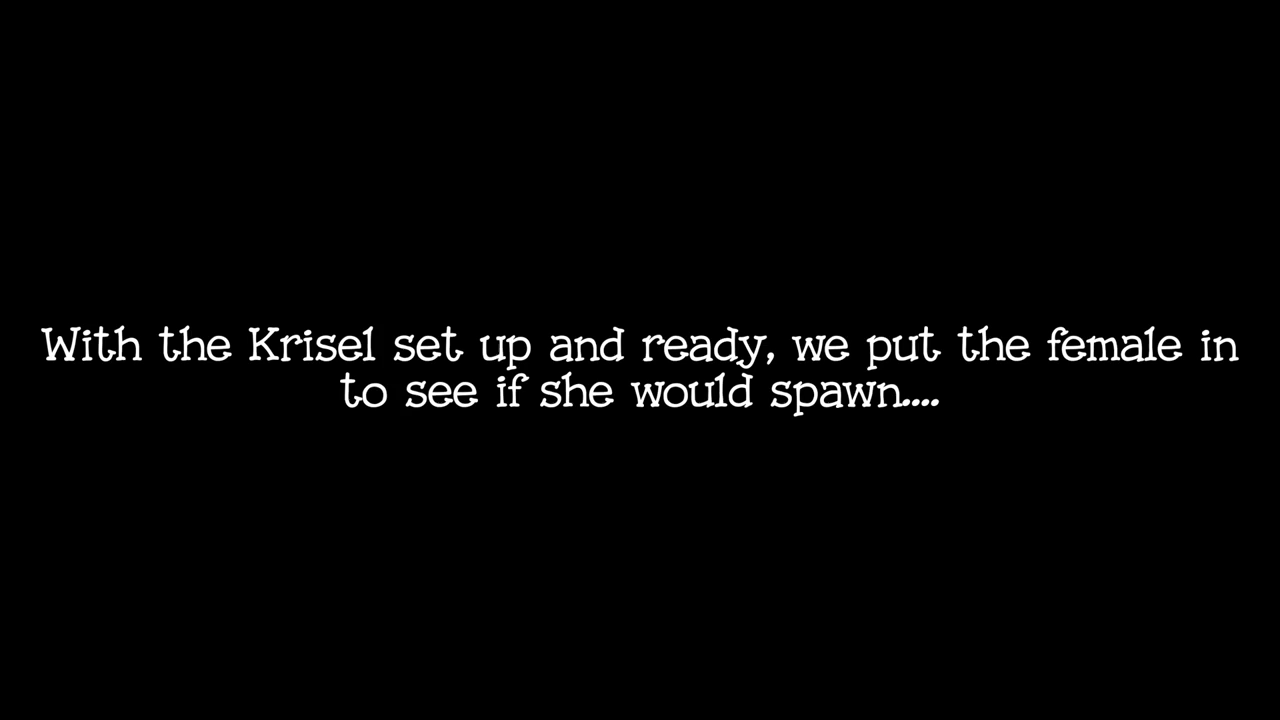 With the Krisel set up and ready, we put the female in
to see if she would spawn....